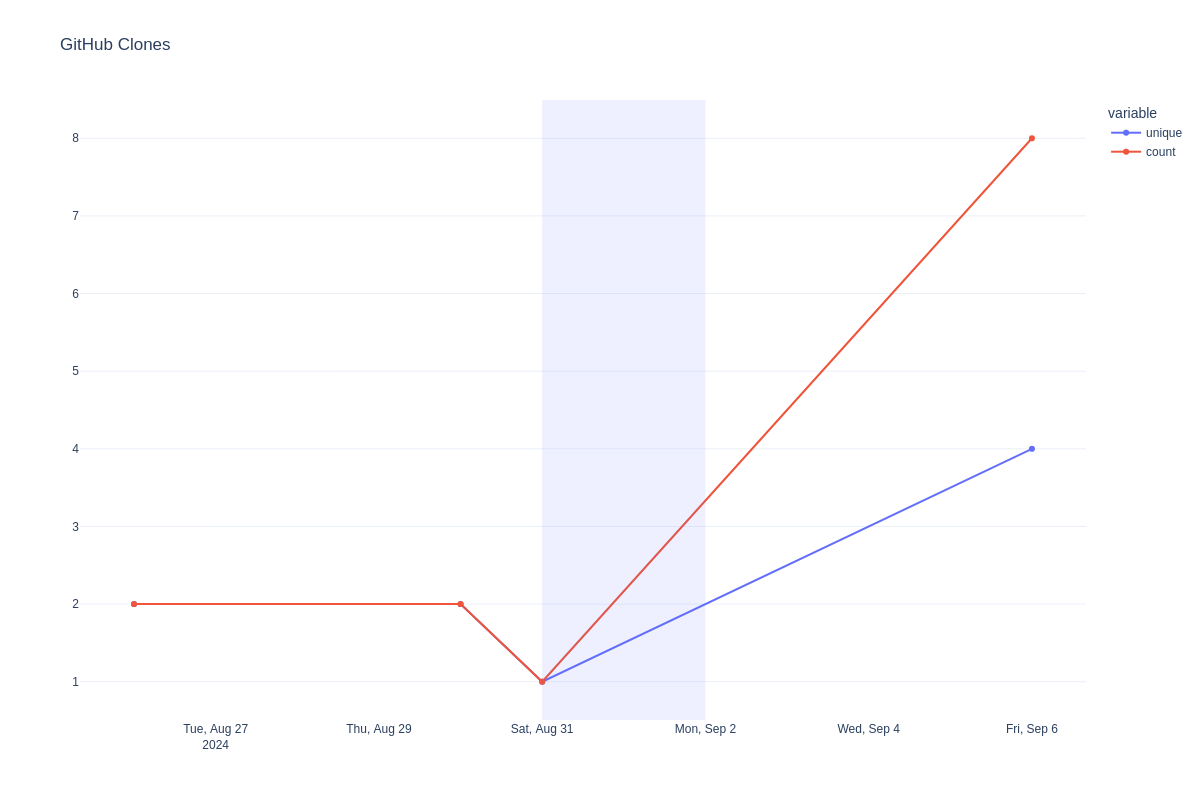 GitHub Clones
variable
unique
count
8
7
6
5
4
3
2
1
Tue, Aug 27
2024
Thu, Aug 29
Sat, Aug 31
Mon, Sep 2
Wed, Sep 4
Fri, Sep 6